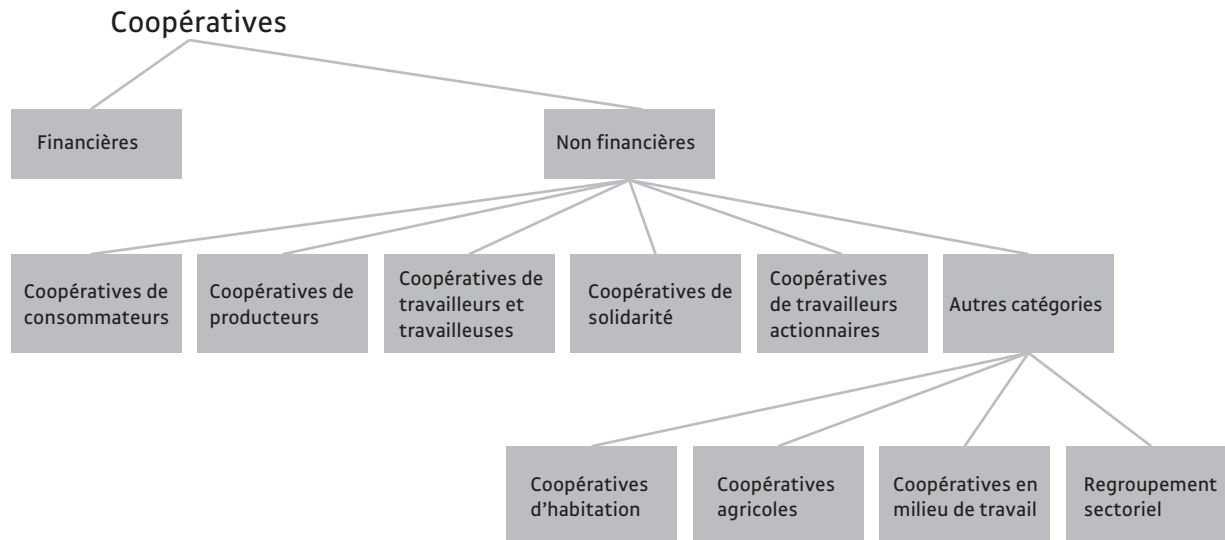 Coopératives
Financières
Non financières
Coopératives de
consommateurs
Coopératives de
producteurs
Coopératives de
travailleurs et
travailleuses
Coopératives de
solidarité
Coopératives
de travailleurs
actionnaires
Autres catégories
Coopératives
d'habitation
Coopératives
agricoles
Coopératives en
milieu de travail
Regroupement
sectoriel